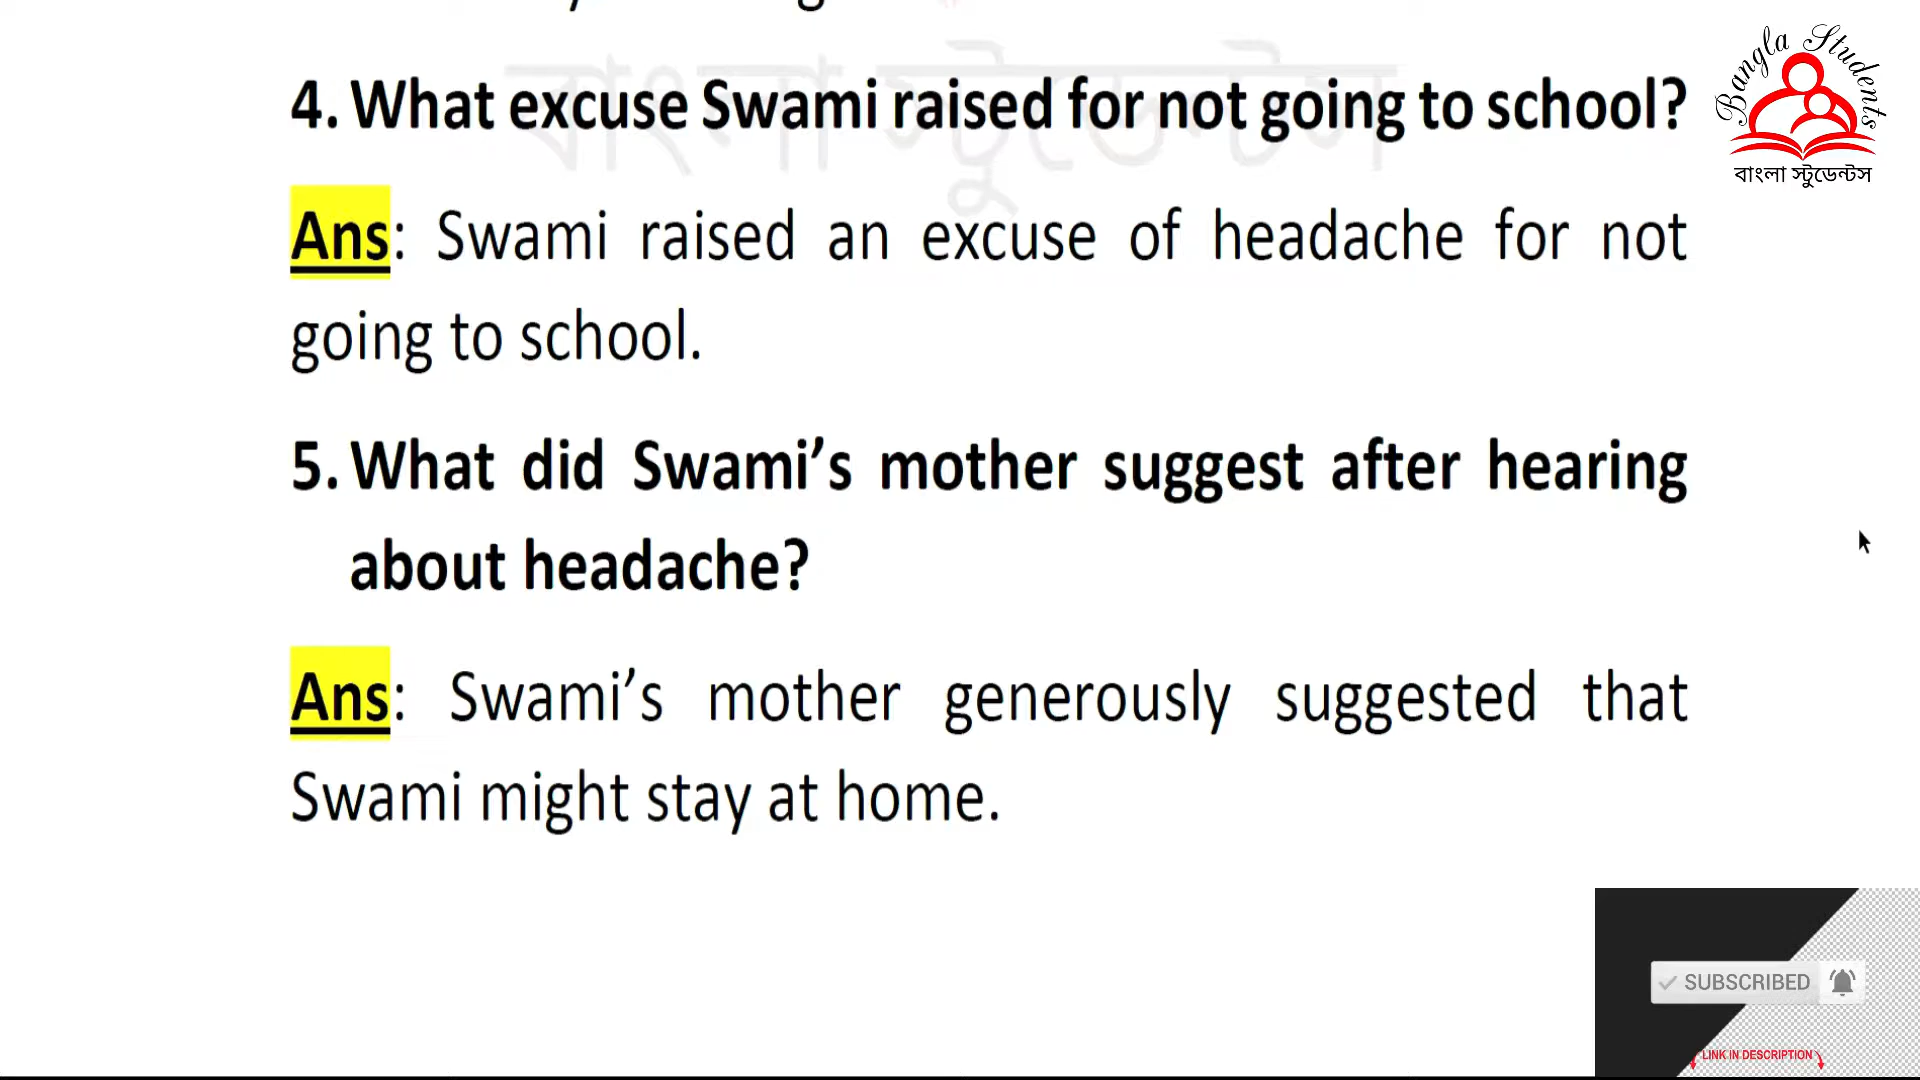 4. What excuse Swami raised for not going to school?
Ans: Swami raised an excuse of headache for not
going to school.
5. What did Swami’s mother suggest after hearing
about headache?
Ans: Swami’s mother generously suggested that
Swami might stay at home.
Bangla Students
বাংলা স্টুডেন্টস
বাংলা স্টুডেন্টস
SUBSCRIBED
LINK IN DESCRIPTION